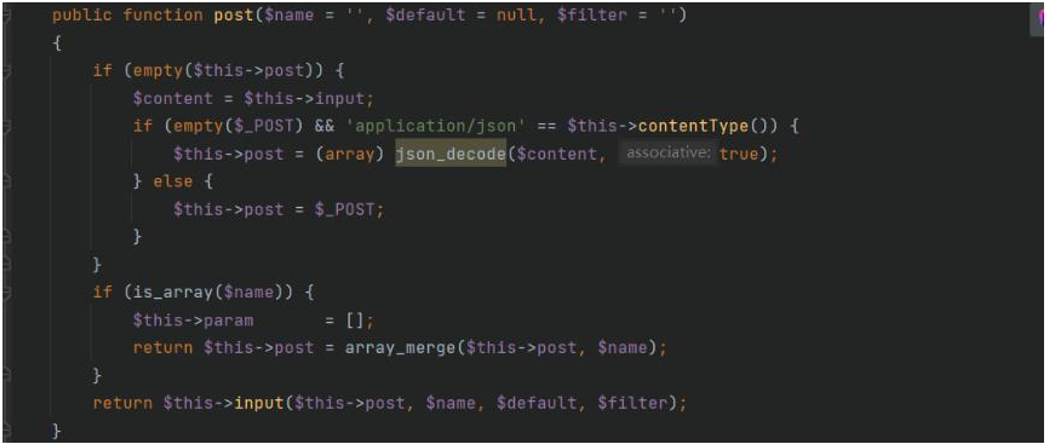 public function post($name = '', $default = null, $filter = '')
{
    if (empty($this->post)) {
        $content = $this->input;
        if (empty($_POST) && 'application/json' == $this->contentType()) {
            $this->post = (array) json_decode($content, associative: true);
        } else {
            $this->post = $_POST;
        }
    }
    if (is_array($name)) {
        $this->param       = [];
        return $this->post = array_merge($this->post, $name);
    }
    return $this->input($this->post, $name, $default, $filter);
}